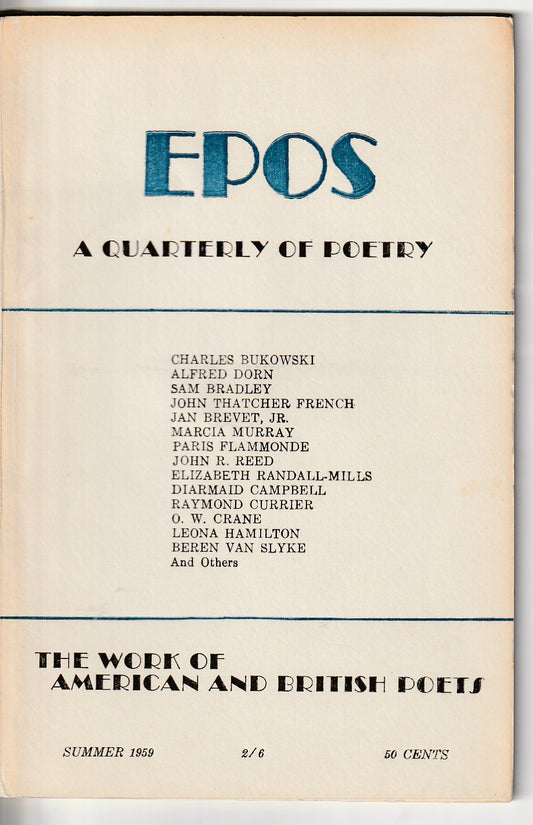 EPOS
A QUARTERLY OF POETRY
CHARLES BUKOWSKI
ALFRED DORN
SAM BRADLEY
JOHN THATCHER FRENCH
JAN BREVET, JR.
MARCIA MURRAY
PARIS FLAMMONDE
JOHN R. REED
ELIZABETH RANDALL-MILLS
DIARMAID CAMPBELL
RAYMOND CURRIER
O. W. CRANE
LEONA HAMILTON
BEREN VAN SLYKE
And Others
THE WORK OF
AMERICAN AND BRITISH POETS
SUMMER 1959 2/6 50 CENTS